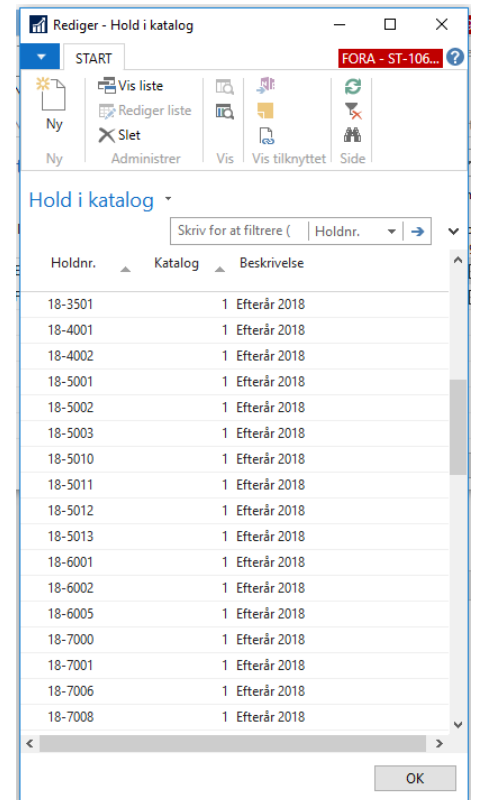 Rediger - Hold i katalog
START
FORA - ST-106...
Ny
Vis liste
Rediger liste
Slet
Ny
Administrer
Vis
Vis tilknyttet
Side
Hold i katalog
Skriv for at filtrere (
Holdnr.
Holdnr. Katalog Beskrivelse
18-3501 1 Efterår 2018
18-4001 1 Efterår 2018
18-4002 1 Efterår 2018
18-5001 1 Efterår 2018
18-5002 1 Efterår 2018
18-5003 1 Efterår 2018
18-5010 1 Efterår 2018
18-5011 1 Efterår 2018
18-5012 1 Efterår 2018
18-5013 1 Efterår 2018
18-6001 1 Efterår 2018
18-6002 1 Efterår 2018
18-6005 1 Efterår 2018
18-7000 1 Efterår 2018
18-7001 1 Efterår 2018
18-7006 1 Efterår 2018
18-7008 1 Efterår 2018
OK